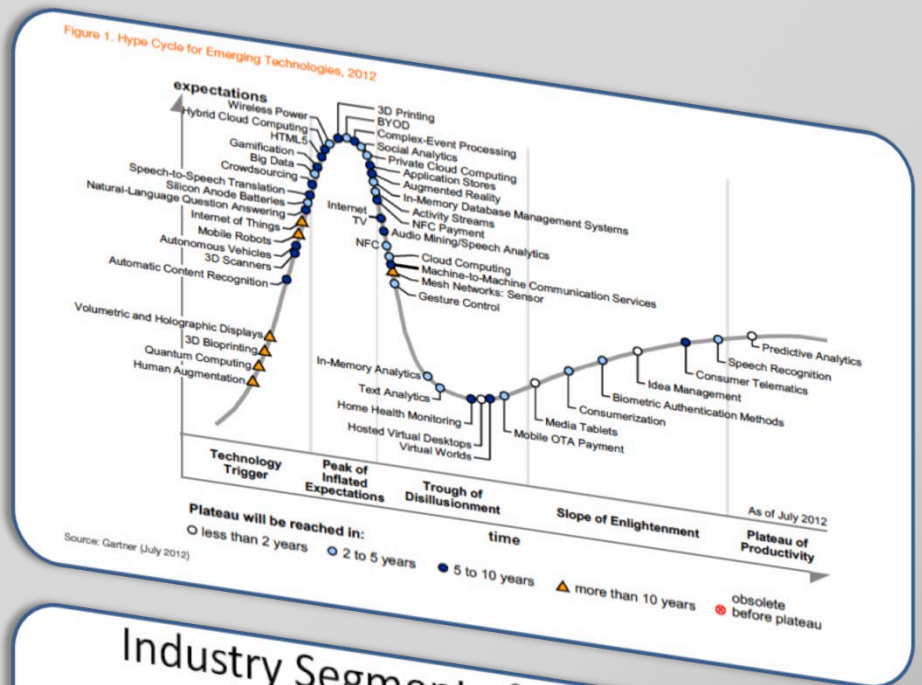 Figure 1. Hype Cycle for Emerging Technologies, 2012
expectations
Wireless Power
Hybrid Cloud Computing
HTML5
Gamification
Big Data
Crowdsourcing
Speech-to-Speech Translation
Silicon Anode Batteries
Natural-Language Question Answering
Internet of Things
Mobile Robots
Autonomous Vehicles
3D Scanners
Automatic Content Recognition
Volumetric and Holographic Displays
3D Bioprinting
Quantum Computing
Human Augmentation
3D Printing
BYOD
Complex-Event Processing
Social Analytics
Private Cloud Computing
Application Stores
Augmented Reality
In-Memory Database Management Systems
Activity Streams
NFC Payment
Internet
TV
Audio Mining/Speech Analytics
NFC
Cloud Computing
Machine-to-Machine Communication Services
Mesh Networks: Sensor
Gesture Control
In-Memory Analytics
Text Analytics
Home Health Monitoring
Hosted Virtual Desktops
Virtual Worlds
Mobile OTA Payment
Media Tablets
Consumerization
Biometric Authentication Methods
Idea Management
Consumer Telematics
Speech Recognition
Predictive Analytics
As of July 2012
Technology
Trigger
Peak of
Inflated
Expectations
Trough of
Disillusionment
Slope of Enlightenment
Plateau of
Productivity
time
Plateau will be reached in:
less than 2 years
2 to 5 years
5 to 10 years
more than 10 years
obsolete
before plateau
Source: Gartner (July 2012)
Industry